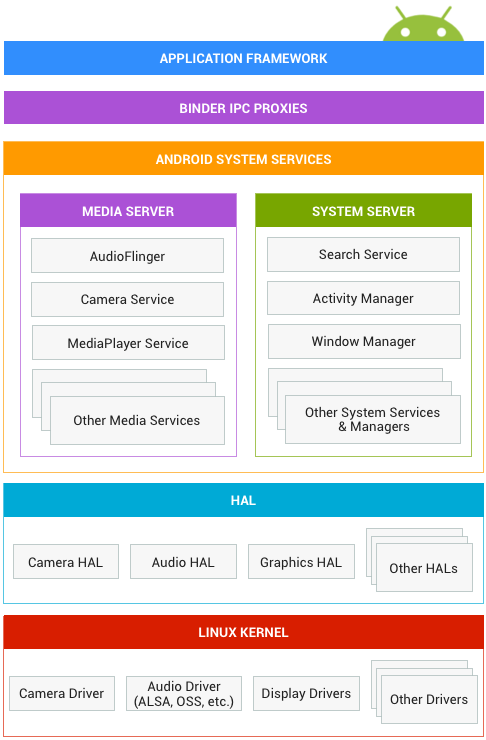 APPLICATION FRAMEWORK
BINDER IPC PROXIES
ANDROID SYSTEM SERVICES
MEDIA SERVER
AudioFlinger
Camera Service
MediaPlayer Service
Other Media Services
SYSTEM SERVER
Search Service
Activity Manager
Window Manager
Other System Services
& Managers
HAL
Camera HAL
Audio HAL
Graphics HAL
Other HALs
LINUX KERNEL
Camera Driver
Audio Driver
(ALSA, OSS, etc.)
Display Drivers
Other Drivers